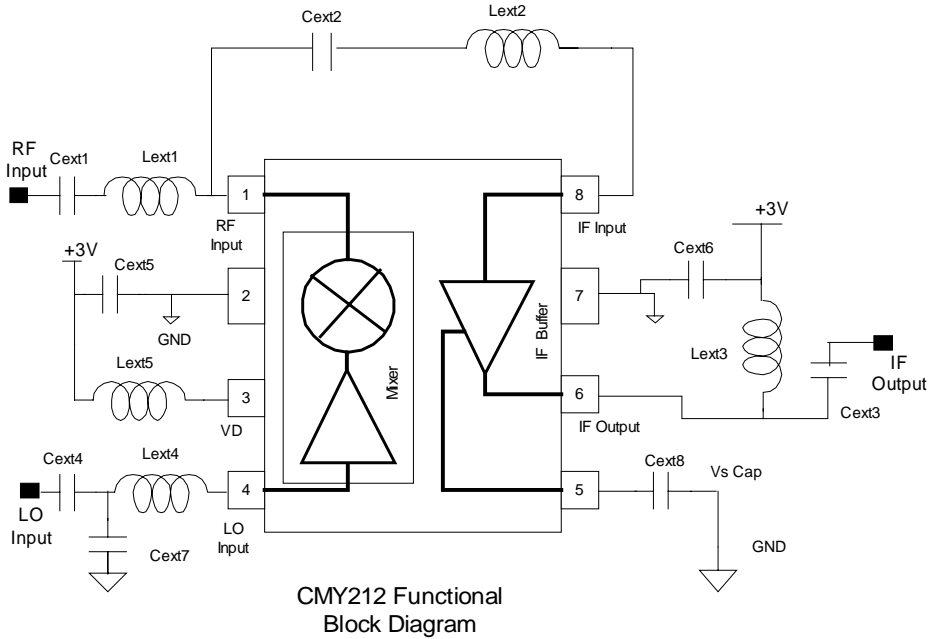 Cext2
Lext2
RF
Input
Cext1
Lext1
1
RF
Input
8
IF Input
+3V
Cext5
2
GND
+3V
Cext6
7
Lext3
IF
Output
Cext3
Lext5
3
VD
Mixer
IF Buffer
6
IF Output
Cext4
Lext4
4
LO
Input
LO
Input
Cext7
5
Cext8
Vs Cap
GND
CMY212 Functional
Block Diagram